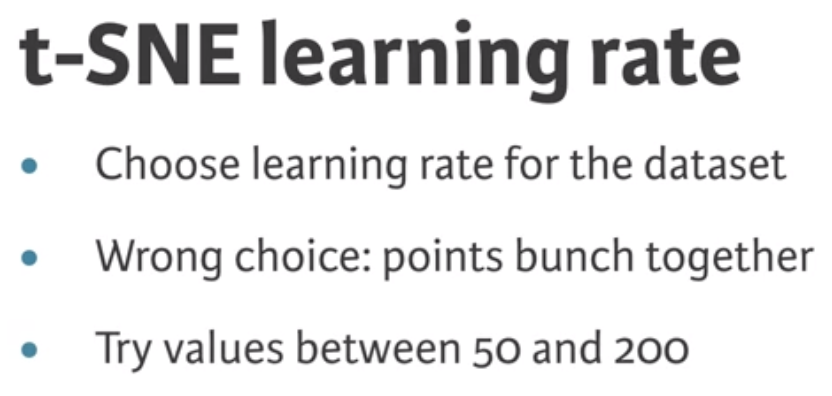 t-SNE learning rate
• Choose learning rate for the dataset
• Wrong choice: points bunch together
• Try values between 50 and 200